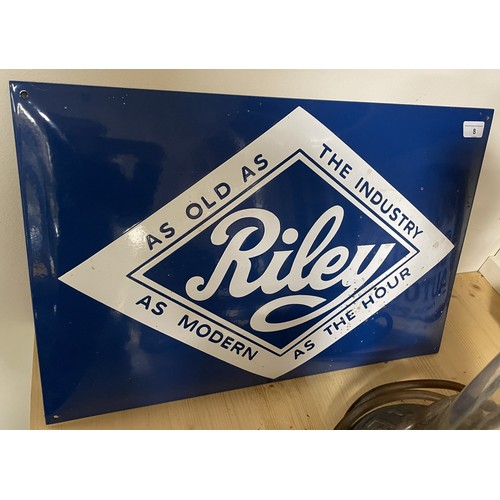 AS OLD AS
THE INDUSTRY
Riley
AS MODERN
AS THE HOUR
8